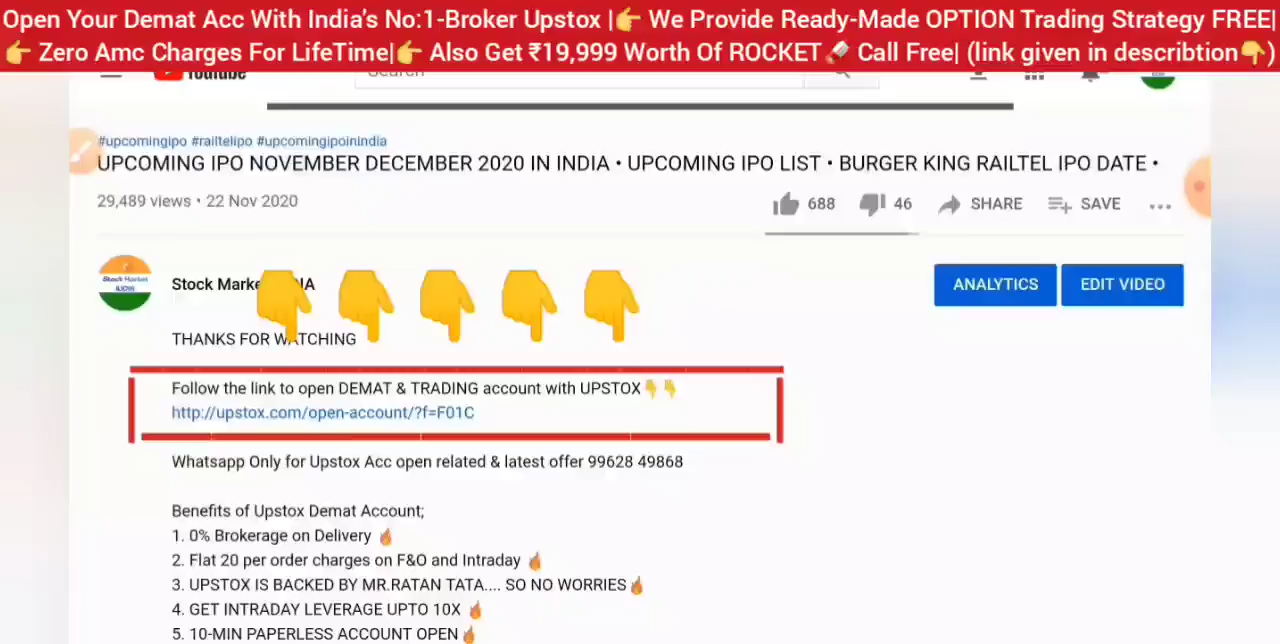 Open Your Demat Acc With India's No:1-Broker Upstox |👉 We Provide Ready-Made OPTION Trading Strategy FREE|
👉 Zero Amc Charges For LifeTime|👉 Also Get ₹19,999 Worth Of ROCKET🚀 Call Free| (link given in describtion👇)
YouTube
Search
#upcomingipo #railtelipo #upcomingipoinindia
UPCOMING IPO NOVEMBER DECEMBER 2020 IN INDIA • UPCOMING IPO LIST • BURGER KING RAILTEL IPO DATE •
29,489 views • 22 Nov 2020
688 46 SHARE SAVE
Stock Marke IA
ANALYTICS EDIT VIDEO
THANKS FOR WATCHING
Follow the link to open DEMAT & TRADING account with UPSTOX👇👇
http://upstox.com/open-account/?f=F01C
Whatsapp Only for Upstox Acc open related & latest offer 99628 49868
Benefits of Upstox Demat Account;
1. 0% Brokerage on Delivery 🔥
2. Flat 20 per order charges on F&O and Intraday 🔥
3. UPSTOX IS BACKED BY MR.RATAN TATA.... SO NO WORRIES🔥
4. GET INTRADAY LEVERAGE UPTO 10X 🔥
5. 10-MIN PAPERLESS ACCOUNT OPEN🔥